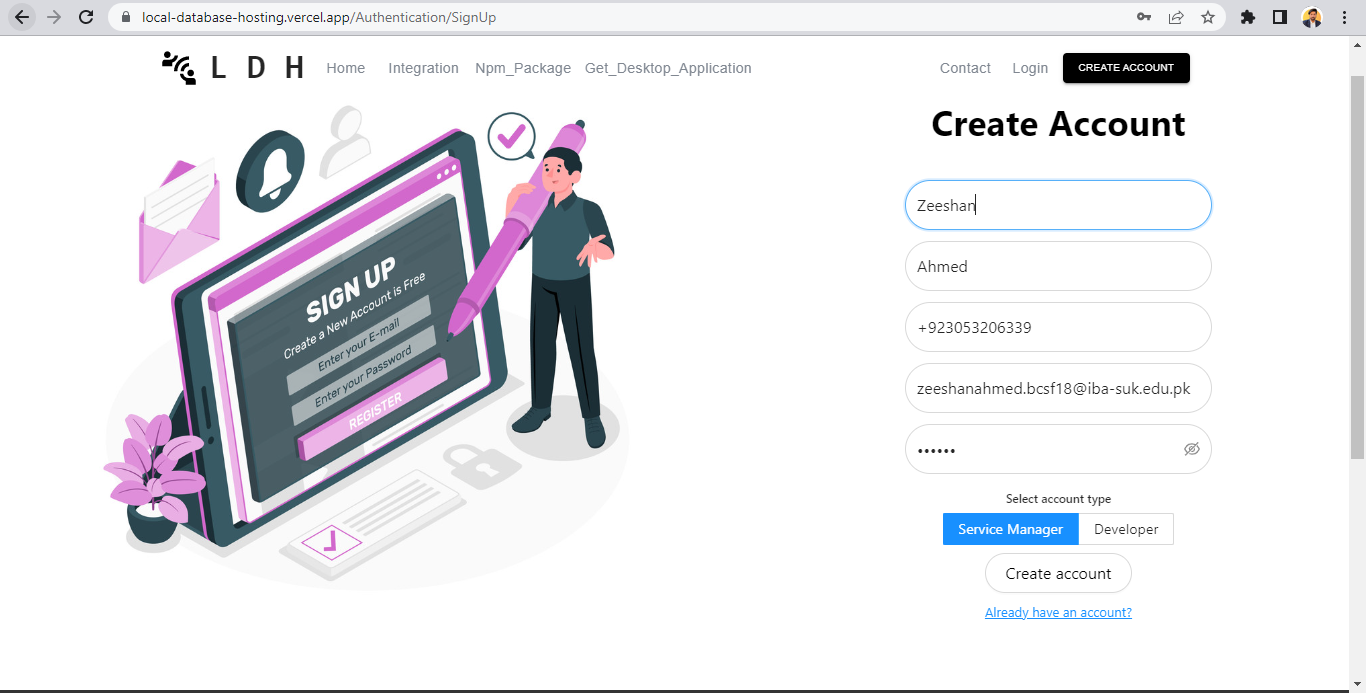 local-database-hosting.vercel.app/Authentication/SignUp
L D H Home Integration Npm_Package Get_Desktop_Application Contact Login CREATE ACCOUNT
SIGN UP
Create a New Account is Free
Enter your E-mail
Enter your Password
REGISTER
Create Account
Zeeshan
Ahmed
+923053206339
zeeshanahmed.bcsf18@iba-suk.edu.pk
••••••
Select account type
Service Manager Developer
Create account
Already have an account?